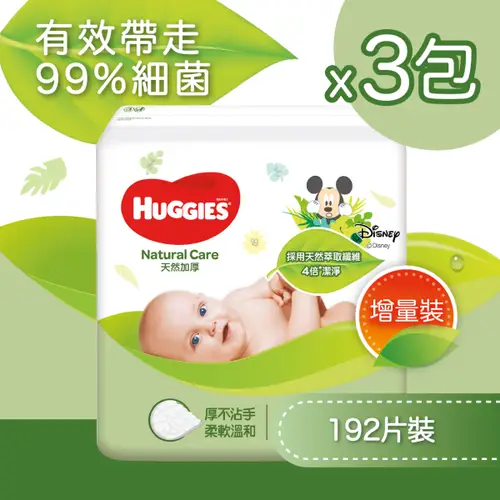 有效帶走
99%細菌
x3包
HUGGIES
Natural Care
天然加厚
Disney
©Disney
採用天然萃取纖維
4倍*潔淨
增量裝
厚不沾手
柔軟溫和
192片裝